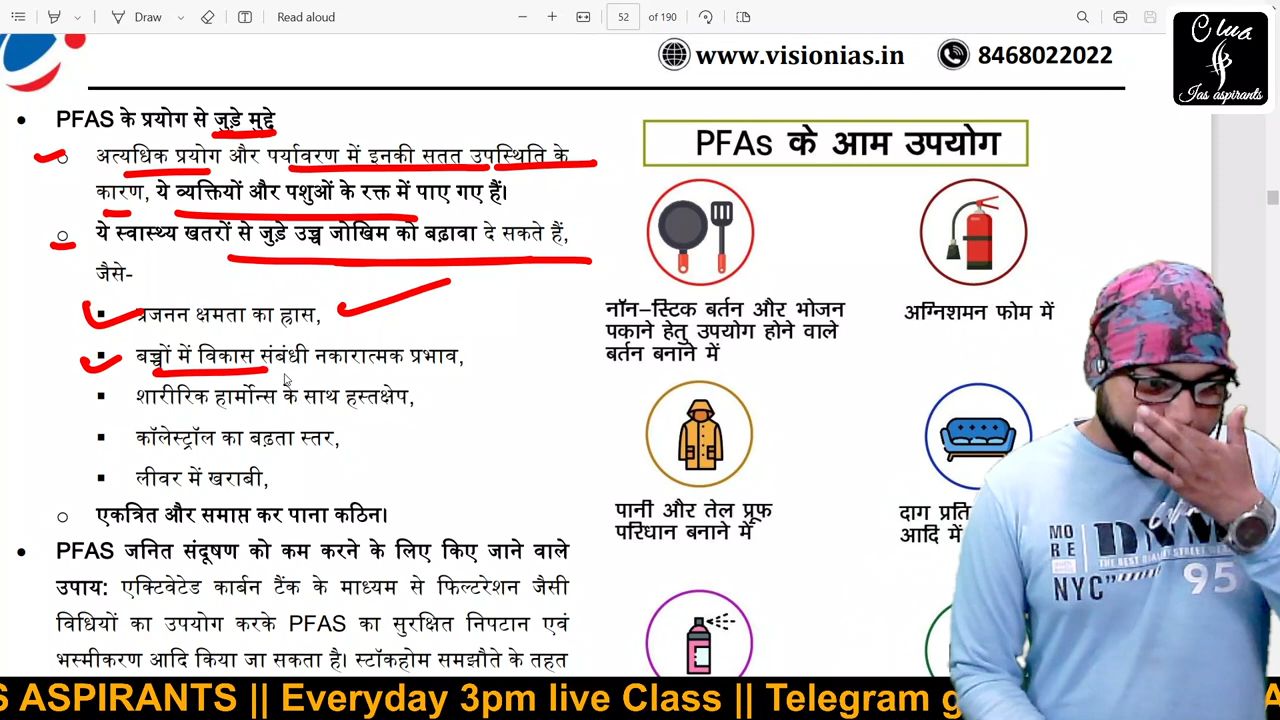 Draw
Read aloud
52
of 190
www.visionias.in
8468022022
Clua
Ias aspirants
PFAS के प्रयोग से जुड़े मुद्दे
अत्यधिक प्रयोग और पर्यावरण में इनकी सतत उपस्थिति के
कारण, ये व्यक्तियों और पशुओं के रक्त में पाए गए हैं।
ये स्वास्थ्य खतरों से जुड़े उच्च जोखिम को बढ़ावा दे सकते हैं,
जैसे-
प्रजनन क्षमता का ह्रास,
बच्चों में विकास संबंधी नकारात्मक प्रभाव,
शारीरिक हार्मोन्स के साथ हस्तक्षेप,
कॉलेस्ट्रॉल का बढ़ता स्तर,
लीवर में खराबी,
एकत्रित और समाप्त कर पाना कठिन।
PFAS जनित संदूषण को कम करने के लिए किए जाने वाले
उपाय: एक्टिवेटेड कार्बन टैंक के माध्यम से फिल्टरेशन जैसी
विधियों का उपयोग करके PFAS का सुरक्षित निपटान एवं
भस्मीकरण आदि किया जा सकता है। स्टॉकहोम समझौते के तहत
PFAs के आम उपयोग
नॉन-स्टिक बर्तन और भोजन
पकाने हेतु उपयोग होने वाले
बर्तन बनाने में
अग्निशमन फोम में
पानी और तेल प्रूफ
परिधान बनाने में
दाग
आदि में
MO
RE
NYC
95
S ASPIRANTS || Everyday 3pm live Class || Telegram